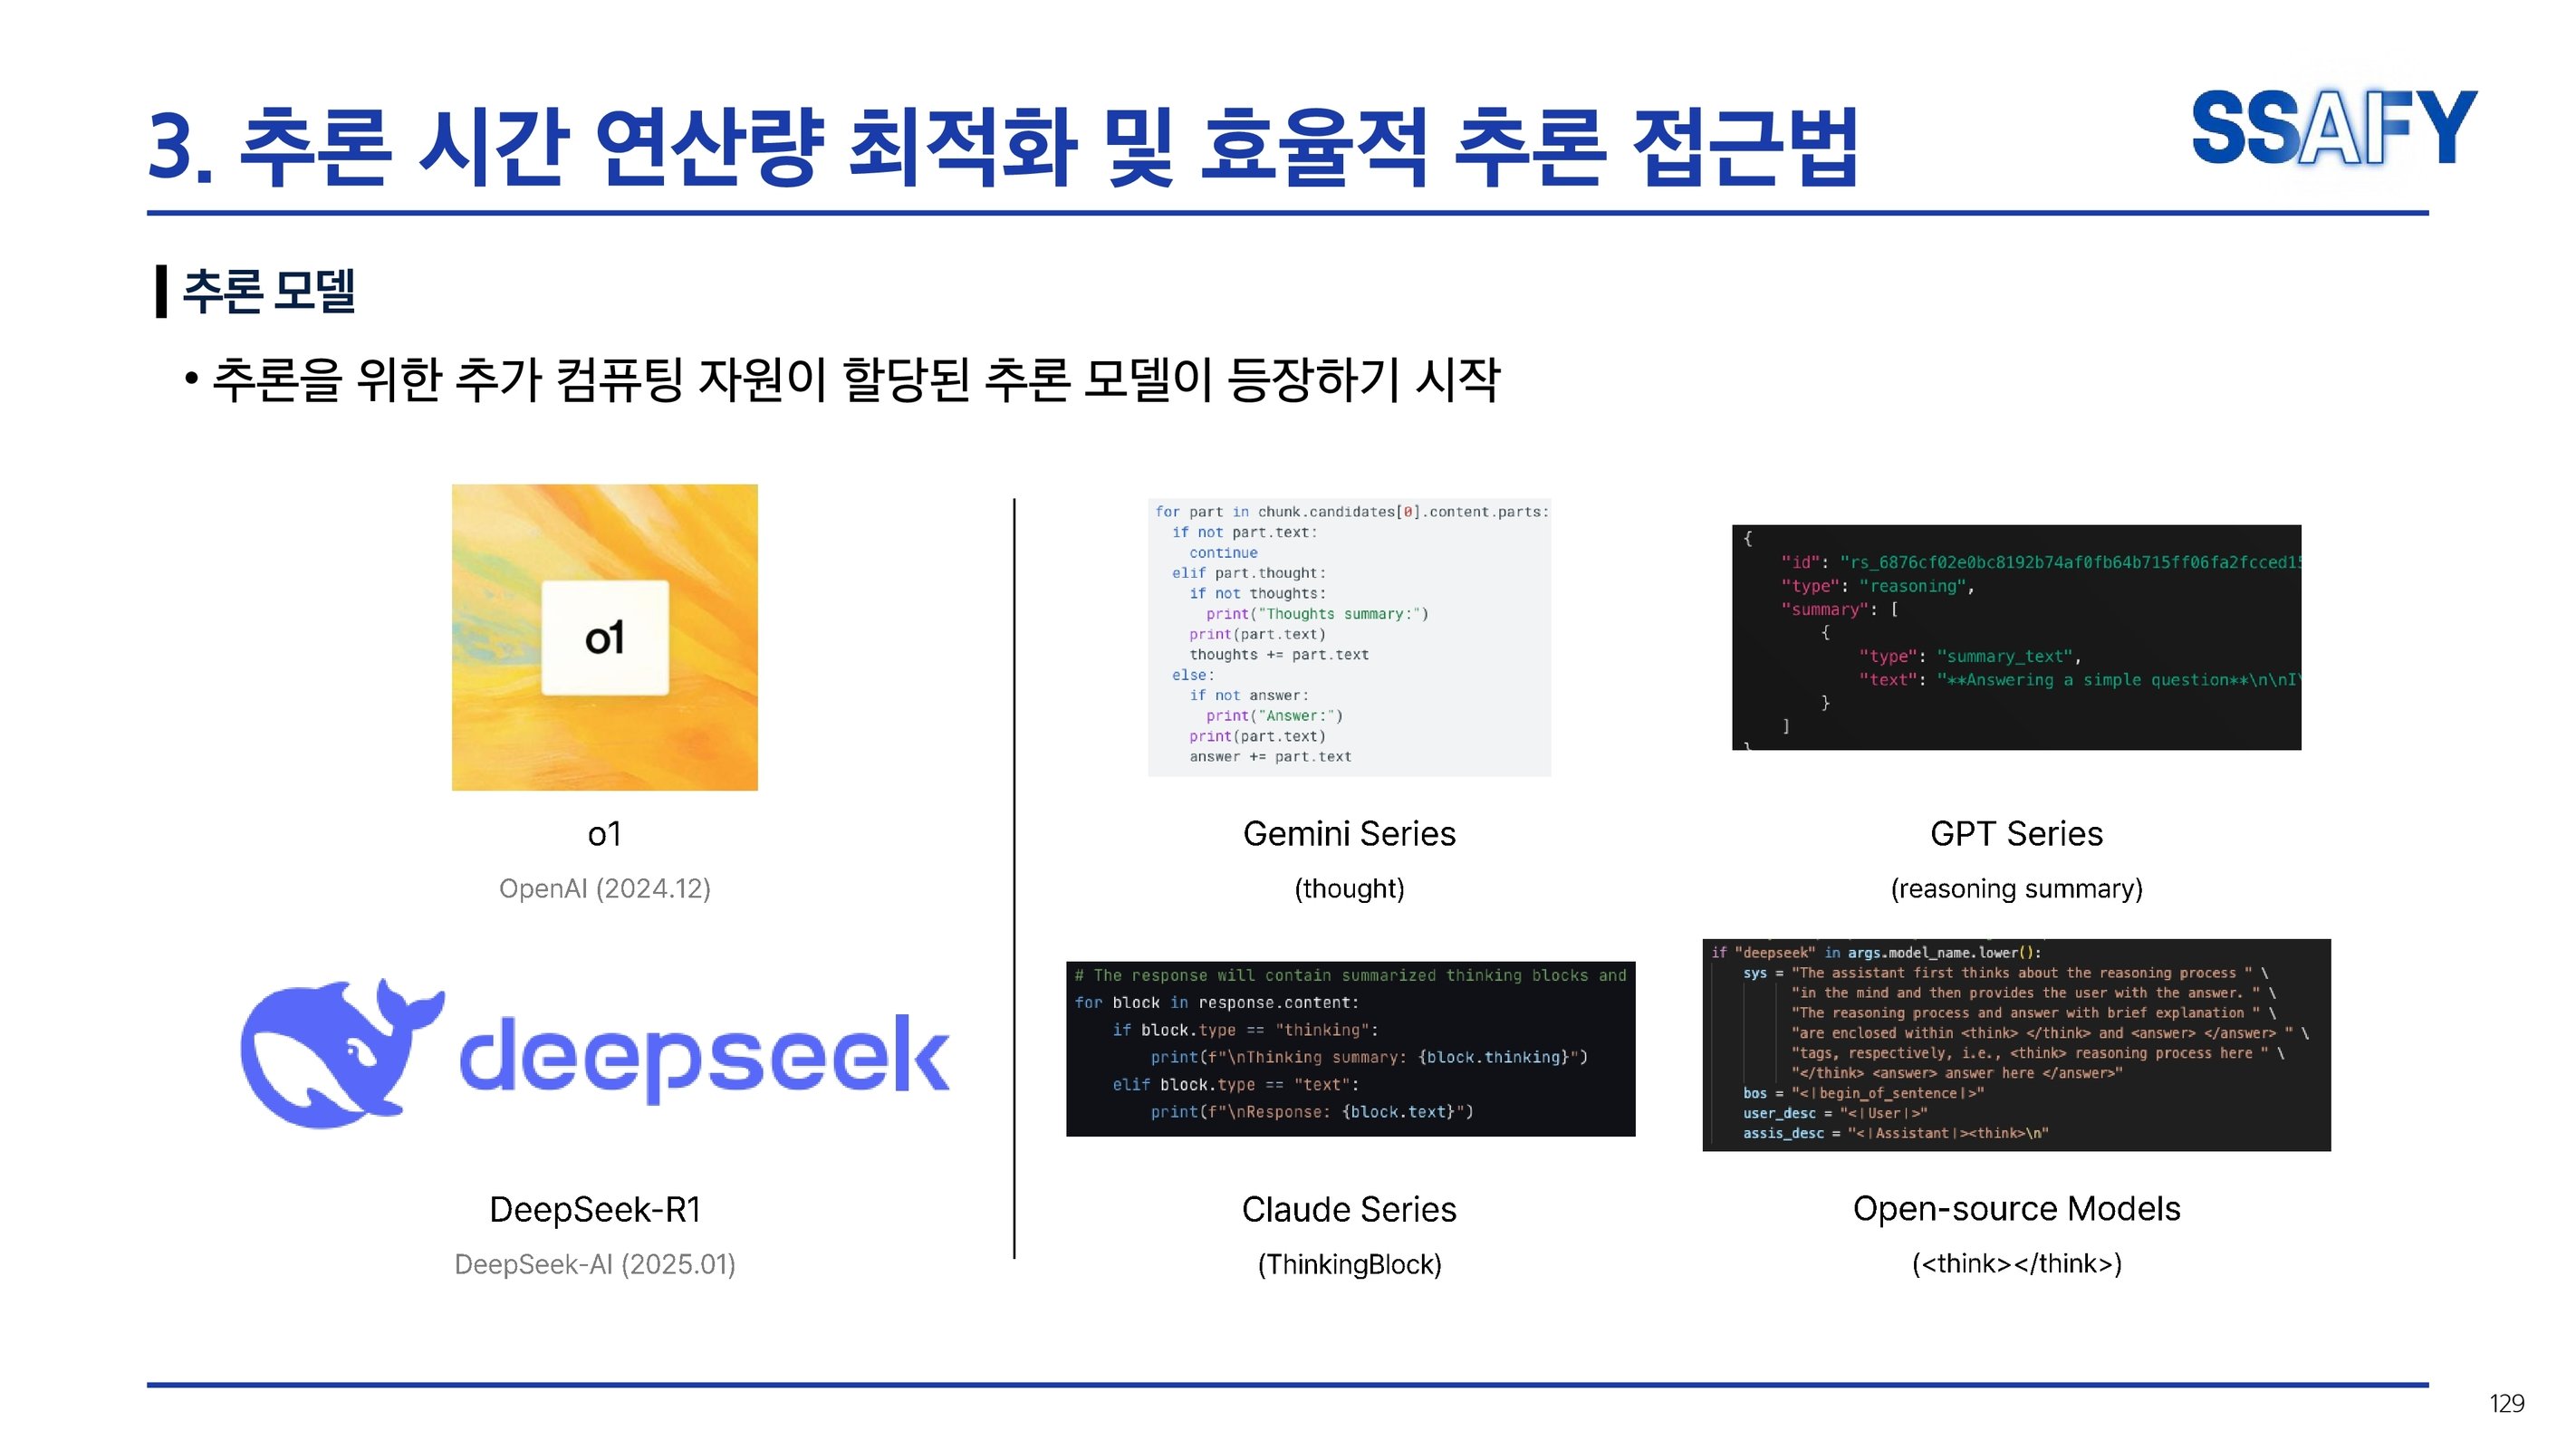 3. 추론 시간 연산량 최적화 및 효율적 추론 접근법
SSAFY
추론 모델
• 추론을 위한 추가 컴퓨팅 자원이 할당된 추론 모델이 등장하기 시작
o1
o1
OpenAI (2024.12)
deepseek
DeepSeek-R1
DeepSeek-AI (2025.01)
for part in chunk.candidates[0].content.parts:
  if not part.text:
    continue
  elif part.thought:
    if not thoughts:
      print("Thoughts summary:")
    print(part.text)
    thoughts += part.text
  else:
    if not answer:
      print("Answer:")
    print(part.text)
    answer += part.text
Gemini Series
(thought)
{
    "id": "rs_6876cf02e0bc8192b74af0fb64b715ff06fa2fcced15
    "type": "reasoning",
    "summary": [
        {
            "type": "summary_text",
            "text": "**Answering a simple question**\n\nI\
        }
    ]
}
GPT Series
(reasoning summary)
# The response will contain summarized thinking blocks and
for block in response.content:
    if block.type == "thinking":
        print(f"\nThinking summary: {block.thinking}")
    elif block.type == "text":
        print(f"\nResponse: {block.text}")
Claude Series
(ThinkingBlock)
if "deepseek" in args.model_name.lower():
    sys = "The assistant first thinks about the reasoning process " \
          "in the mind and then provides the user with the answer. " \
          "The reasoning process and answer with brief explanation " \
          "are enclosed within <think> </think> and <answer> </answer> " \
          "tags, respectively, i.e., <think> reasoning process here " \
          "</think> <answer> answer here </answer>"
    bos = "<|begin_of_sentence|>"
    user_desc = "<|User|>"
    assis_desc = "<|Assistant|><think>\n"
Open-source Models
(<think></think>)
129